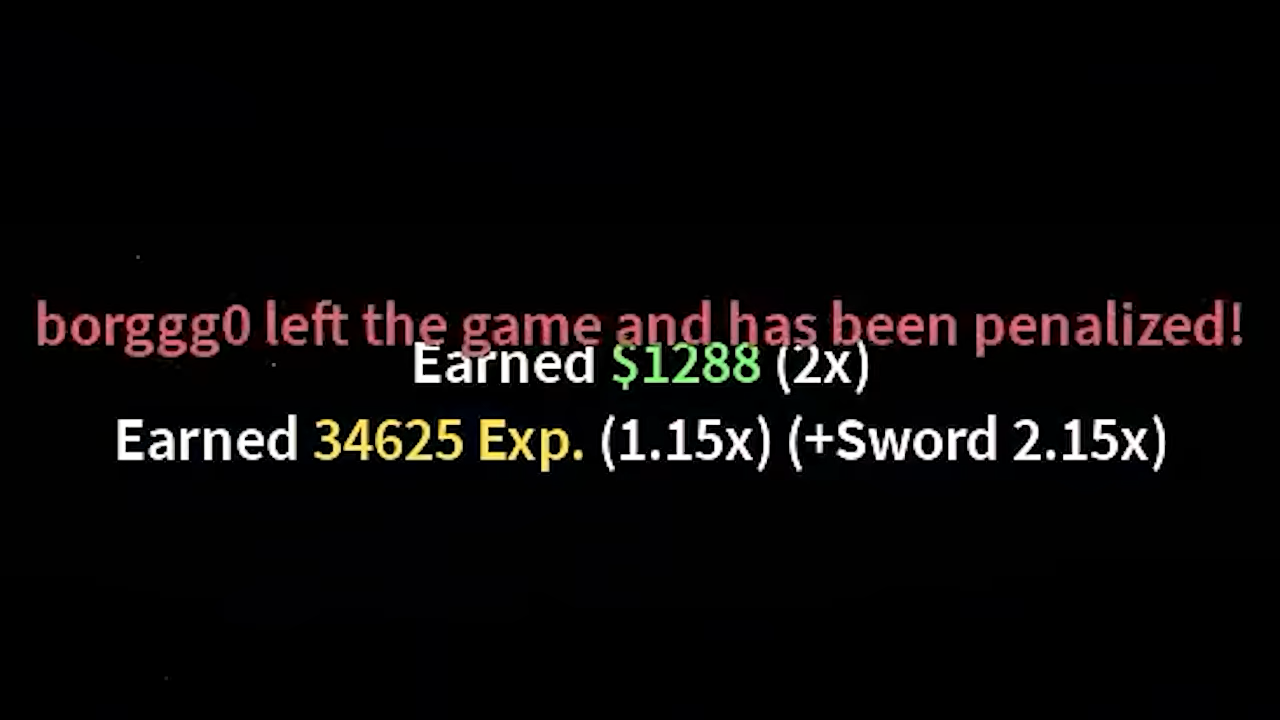 borggg0 left the game and has been penalized!
Earned $1288 (2x)
Earned 34625 Exp. (1.15x) (+Sword 2.15x)